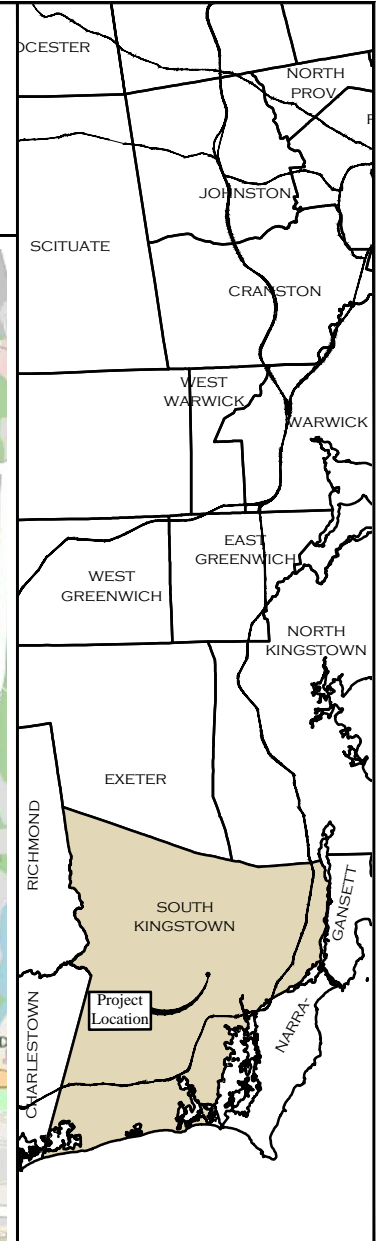 OCESTER
NORTH
PROV
JOHNSTON
SCITUATE
CRANSTON
WEST
WARWICK
WARWICK
EAST
GREENWICH
WEST
GREENWICH
NORTH
KINGSTOWN
EXETER
RICHMOND
SOUTH
KINGSTOWN
GANSETT
Project
Location
NARRA-
CHARLESTOWN